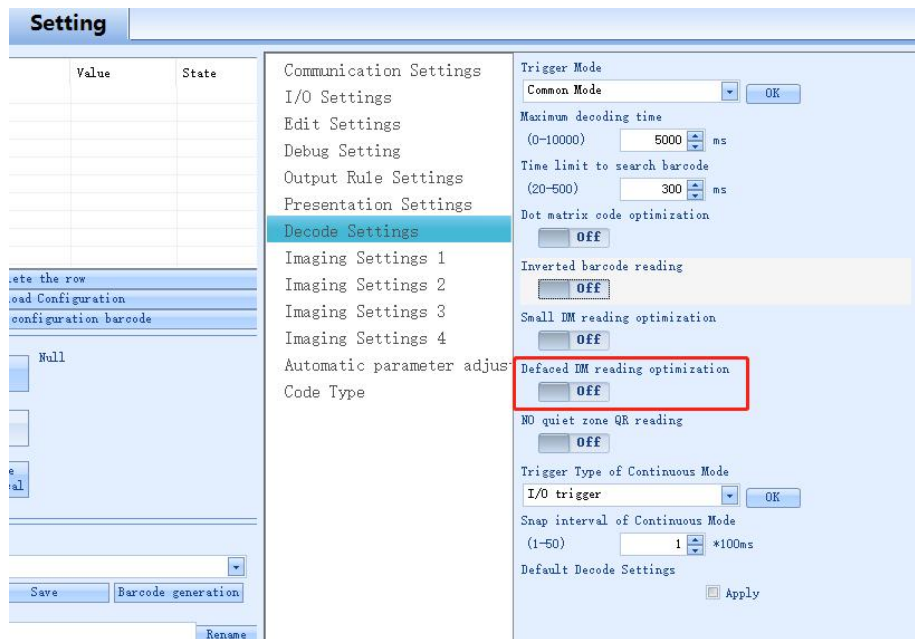 Setting
Value State
ete the row
oad Configuration
configuration barcode
Null
e
al
Save Barcode generation
Rename
Communication Settings
I/O Settings
Edit Settings
Debug Setting
Output Rule Settings
Presentation Settings
Decode Settings
Imaging Settings 1
Imaging Settings 2
Imaging Settings 3
Imaging Settings 4
Automatic parameter adjus
Code Type
Trigger Mode
Common Mode OK
Maximum decoding time
(0-10000) 5000 ms
Time limit to search barcode
(20-500) 300 ms
Dot matrix code optimization
Off
Inverted barcode reading
Off
Small DM reading optimization
Off
Defaced DM reading optimization
Off
NO quiet zone QR reading
Off
Trigger Type of Continuous Mode
I/O trigger OK
Snap interval of Continuous Mode
(1-50) 1 *100ms
Default Decode Settings
Apply